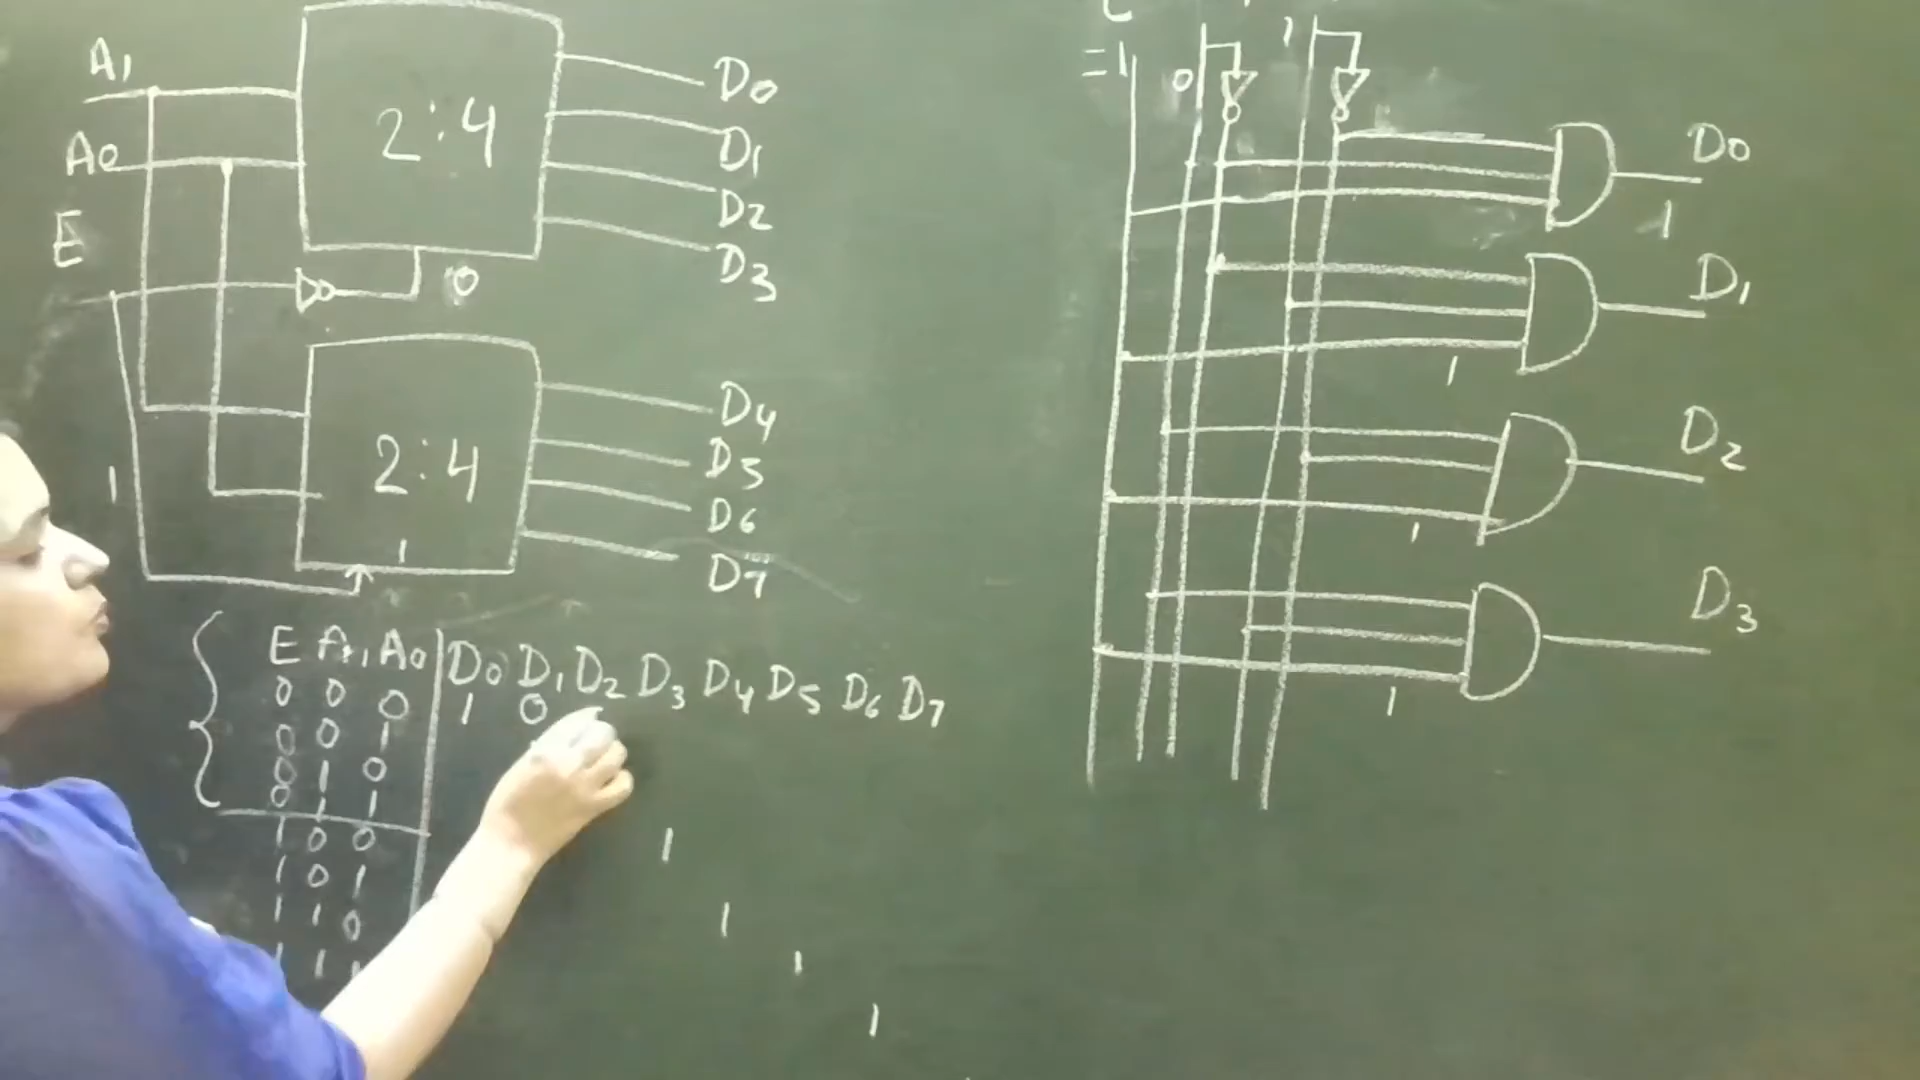 A1
A0
E
2:4
D0
D1
D2
D3
0
2:4
D4
D5
D6
D7
1
1
E A1 A0 D0 D1 D2 D3 D4 D5 D6 D7
0 0 0 1 0
0 0 1
0 1 0
0 1 1
1 0 0 1
1 0 1 1
1 1 0 1
1 1 1
1
=1
0
1
D0
1
D1
1
D2
1
D3
1